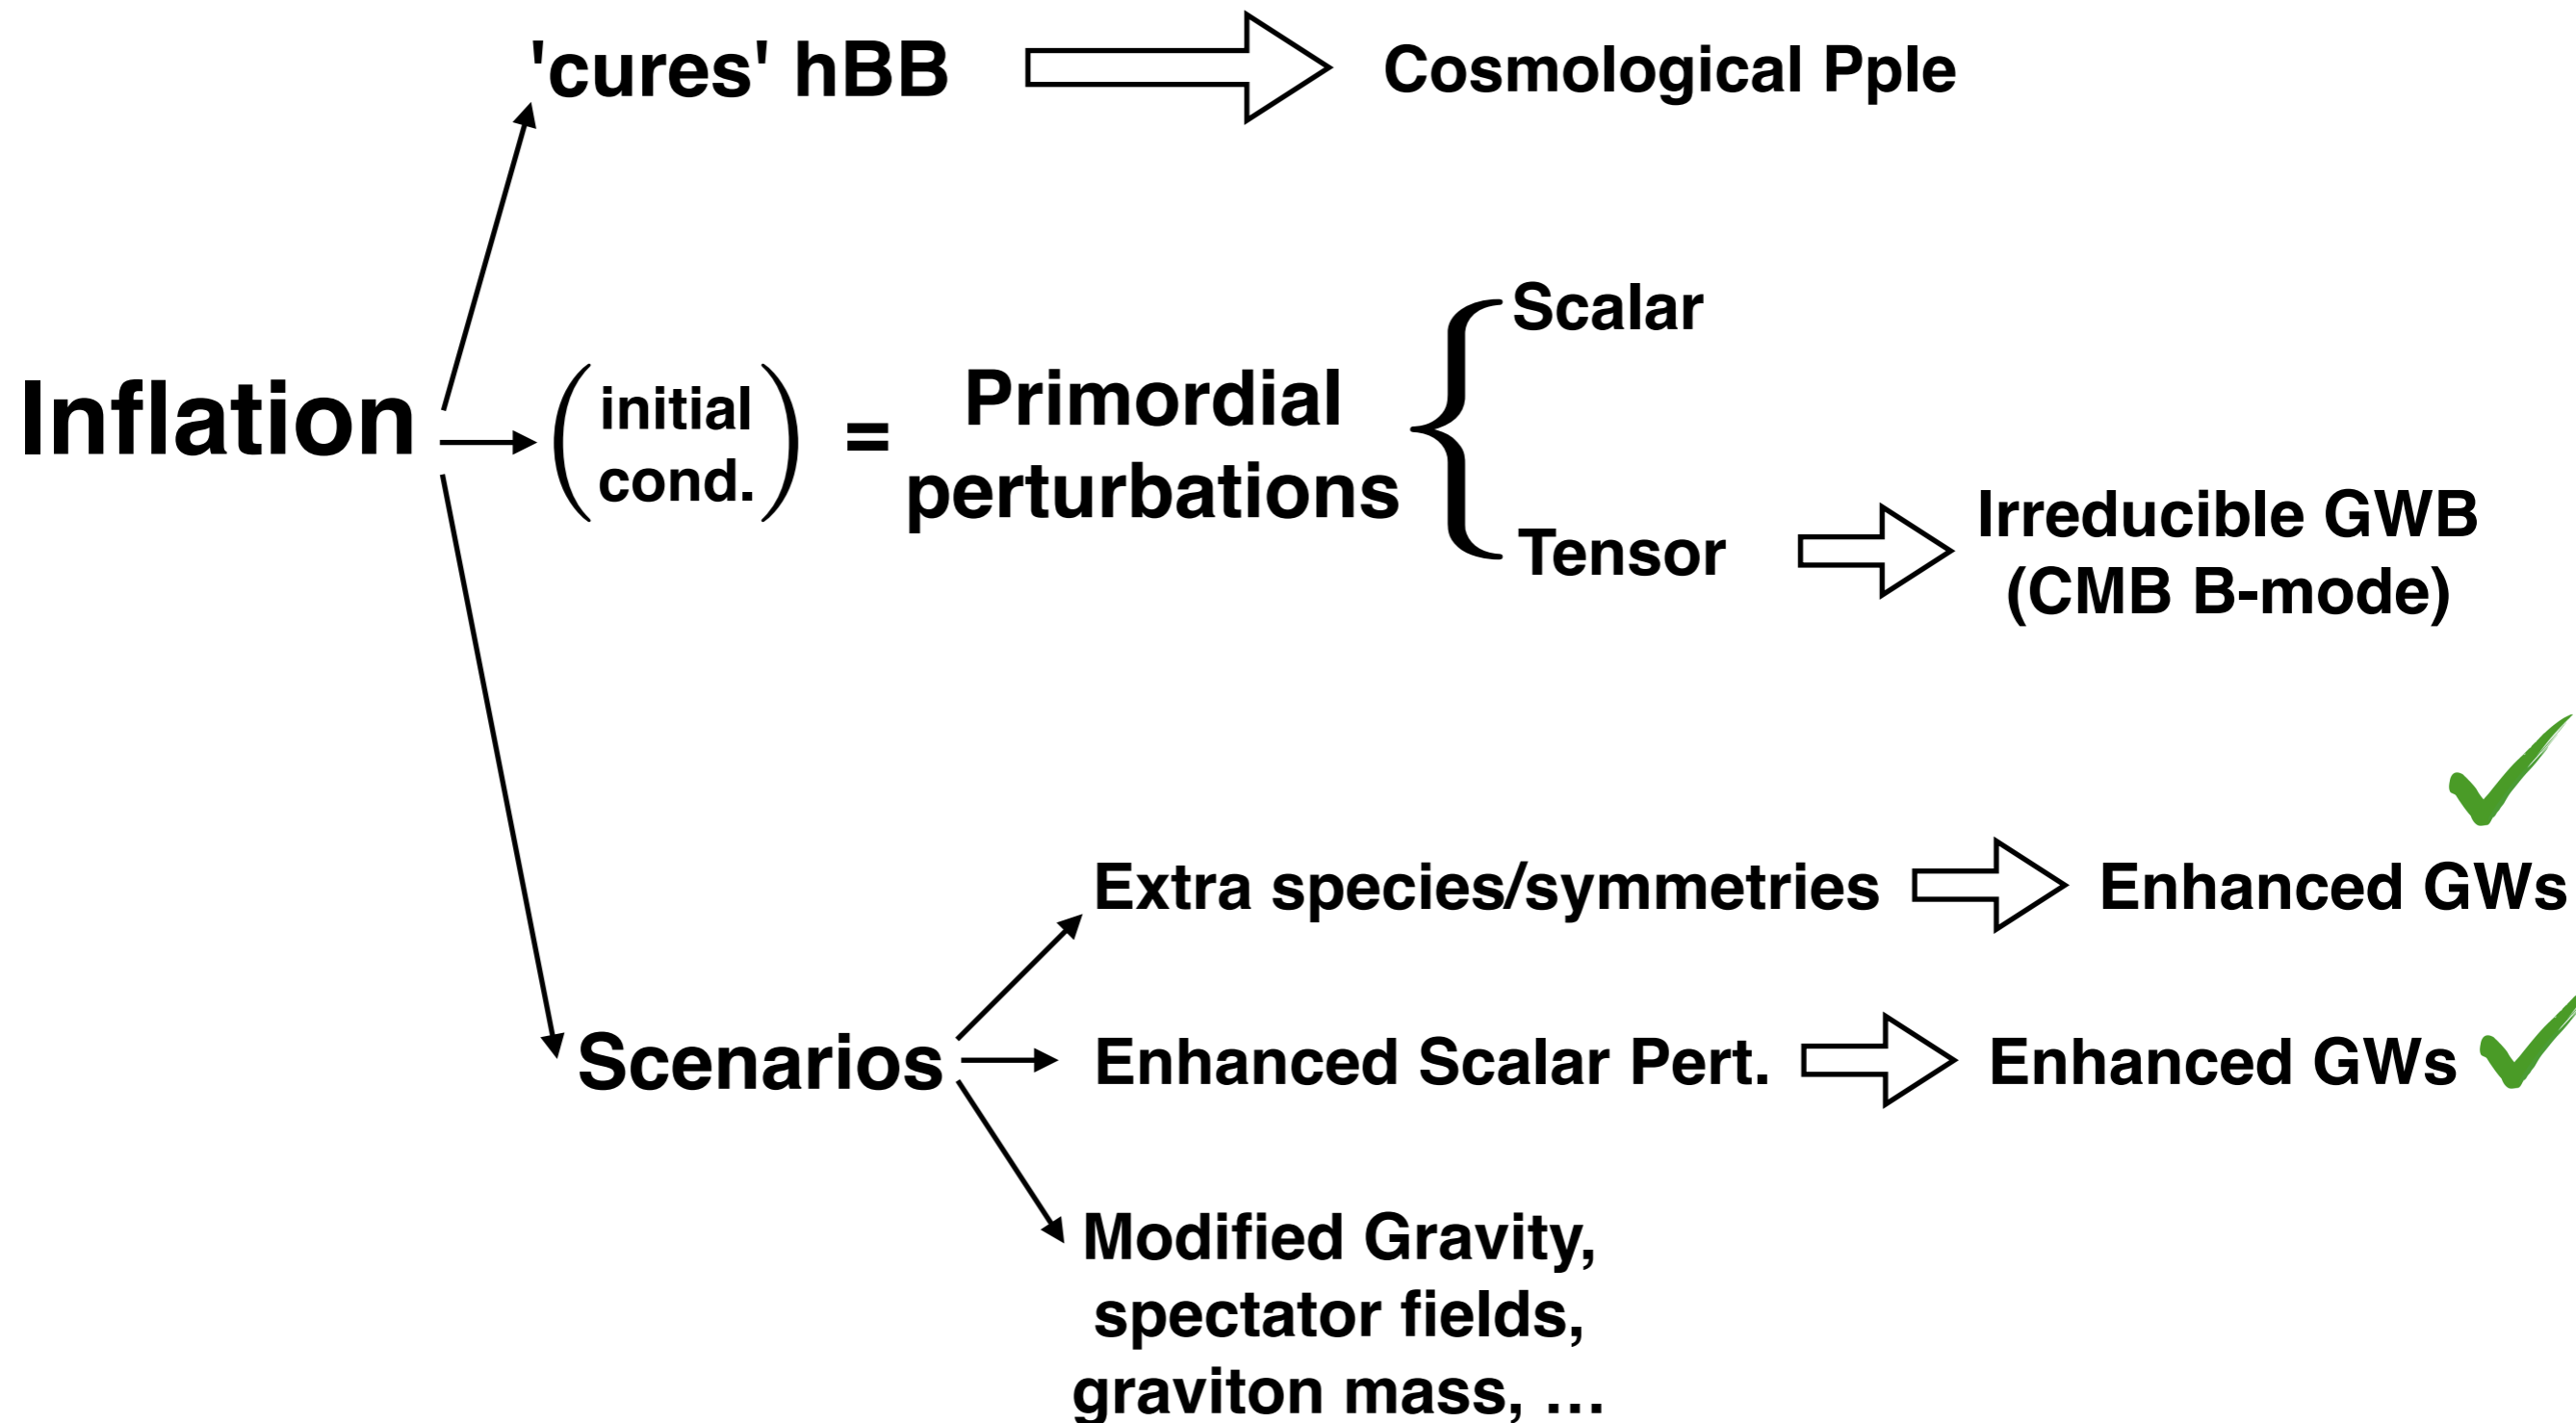 'cures' hBB
Cosmological Pple
Inflation
initial
cond.
=
Primordial
perturbations
Scalar
Tensor
Irreducible GWB
(CMB B-mode)
Scenarios
Extra species/symmetries
Enhanced GWs
Enhanced Scalar Pert.
Enhanced GWs
Modified Gravity,
spectator fields,
graviton mass, …